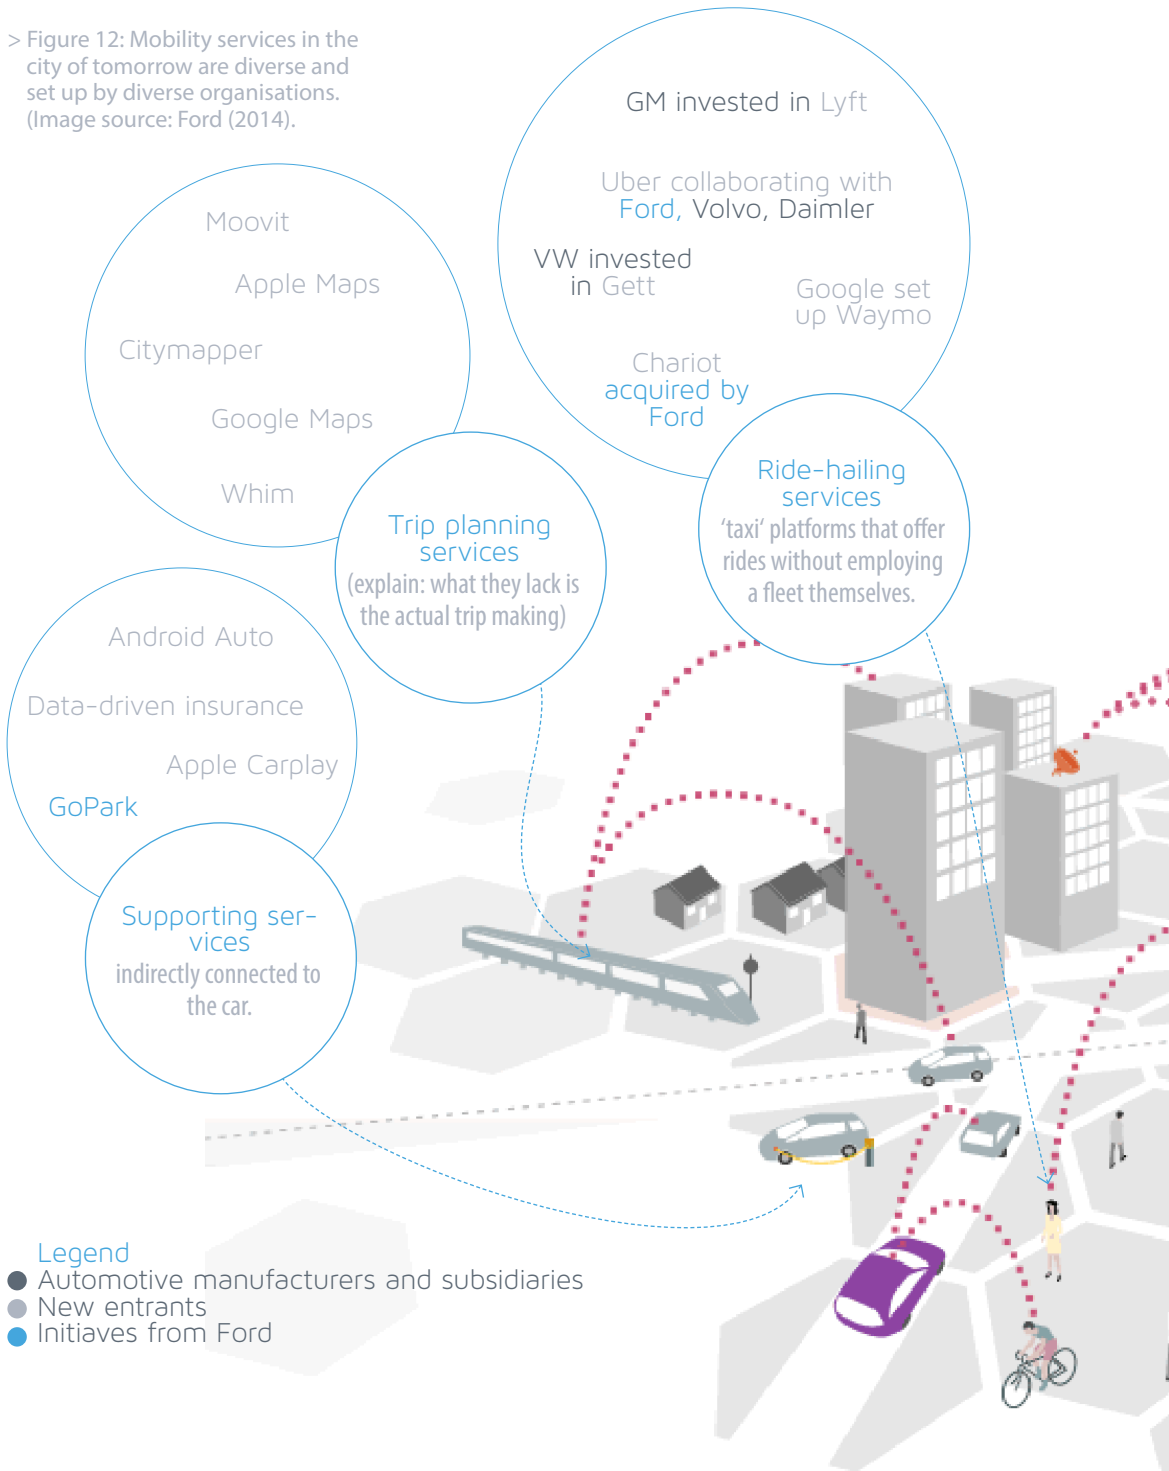 > Figure 12: Mobility services in the
city of tomorrow are diverse and
set up by diverse organisations.
(Image source: Ford (2014).
GM invested in Lyft
Uber collaborating with
Ford, Volvo, Daimler
VW invested
in Gett
Google set
up Waymo
Chariot
acquired by
Ford
Ride-hailing
services
‘taxi‘ platforms that offer
rides without employing
a fleet themselves.
Moovit
Apple Maps
Citymapper
Google Maps
Whim
Trip planning
services
(explain: what they lack is
the actual trip making)
Android Auto
Data-driven insurance
Apple Carplay
GoPark
Supporting ser-
vices
indirectly connected to
the car.
Legend
Automotive manufacturers and subsidiaries
New entrants
Initiaves from Ford